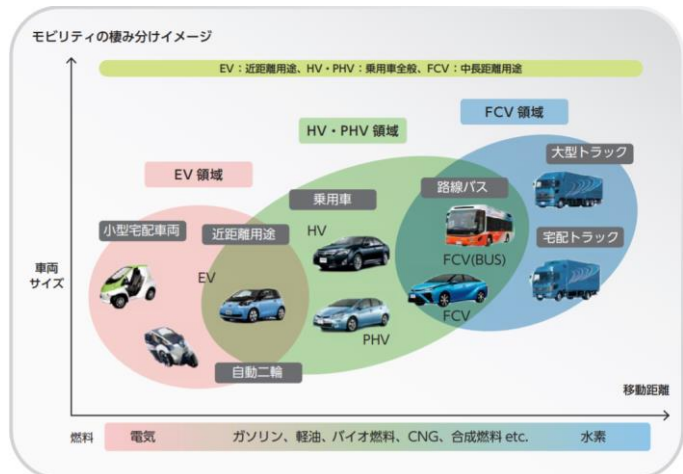 モビリティの棲み分けイメージ
EV：近距離用途、HV・PHV：乗用車全般、FCV：中長距離用途
FCV 領域
HV・PHV 領域
EV 領域
大型トラック
路線バス
乗用車
小型宅配車両
近距離用途
HV
宅配トラック
FCV(BUS)
車両
サイズ
EV
FCV
PHV
自動二輪
移動距離
燃料
電気
ガソリン、軽油、バイオ燃料、CNG、合成燃料 etc.
水素